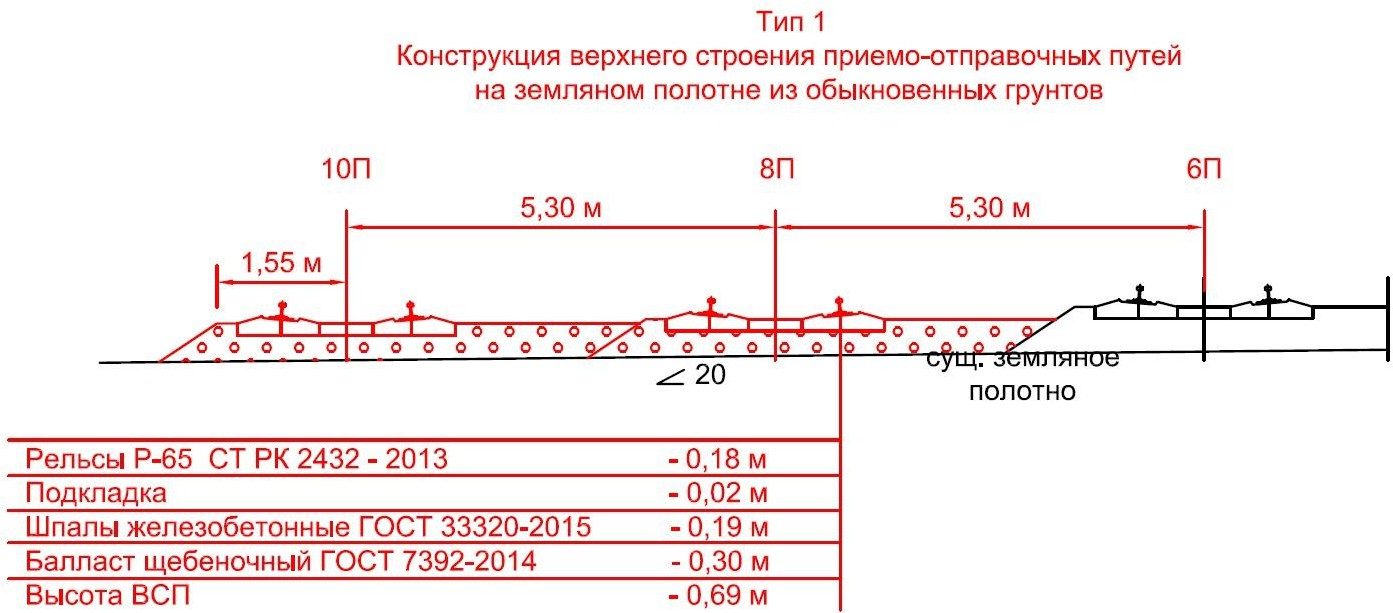 Тип 1
Конструкция верхнего строения приемо-отправочных путей
на земляном полотне из обыкновенных грунтов
10П 8П 6П
5,30 м 5,30 м
1,55 м
20
сущ. земляное
полотно
Рельсы Р-65 СТ РК 2432 - 2013 - 0,18 м
Подкладка - 0,02 м
Шпалы железобетонные ГОСТ 33320-2015 - 0,19 м
Балласт щебеночный ГОСТ 7392-2014 - 0,30 м
Высота ВСП - 0,69 м